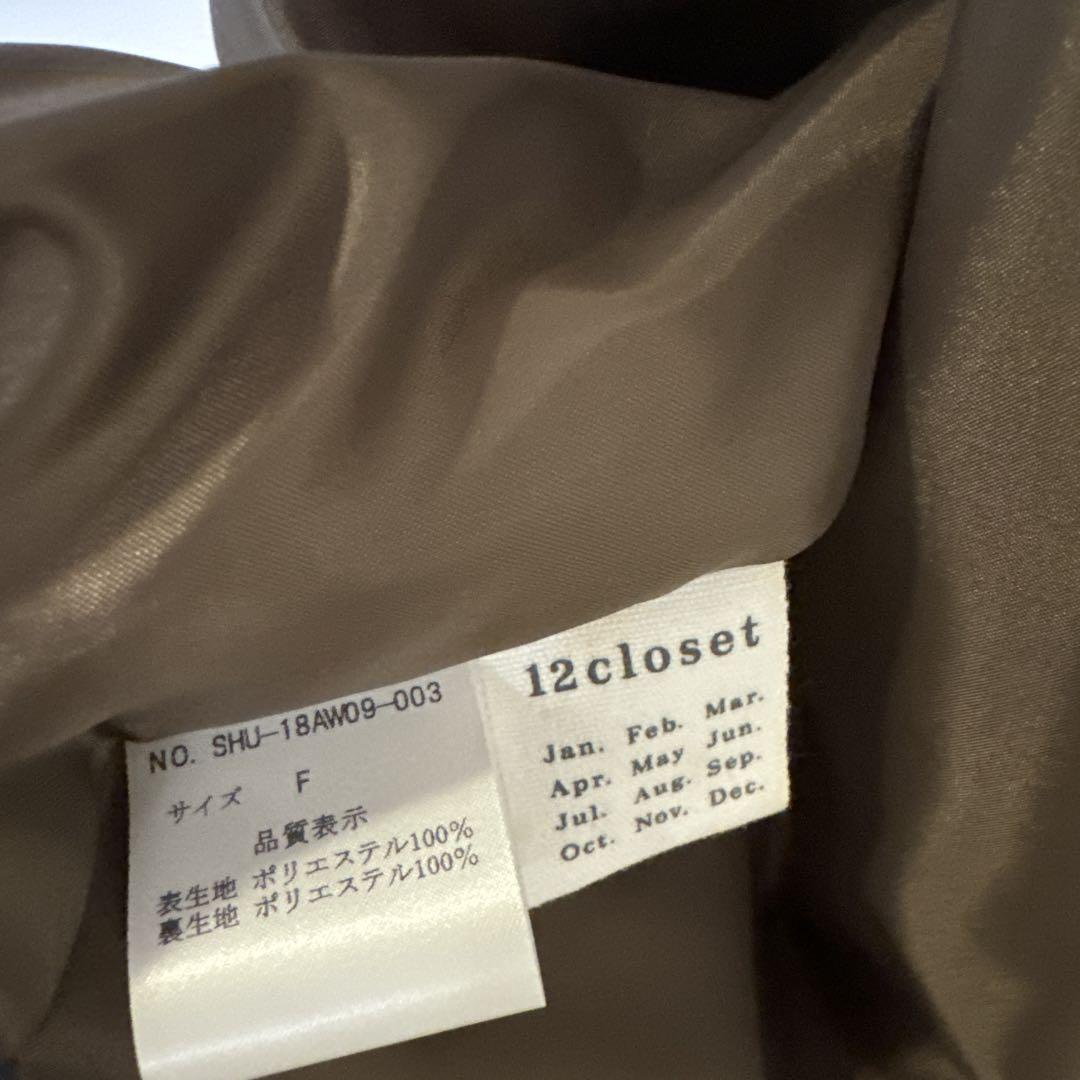 NO. SHU-18AW09-003
サイズ F
品質表示
表生地 ポリエステル100%
裏生地 ポリエステル100%
12closet
Jan. Feb. Mar.
Apr. May Jun.
Jul. Aug. Sep.
Oct. Nov. Dec.